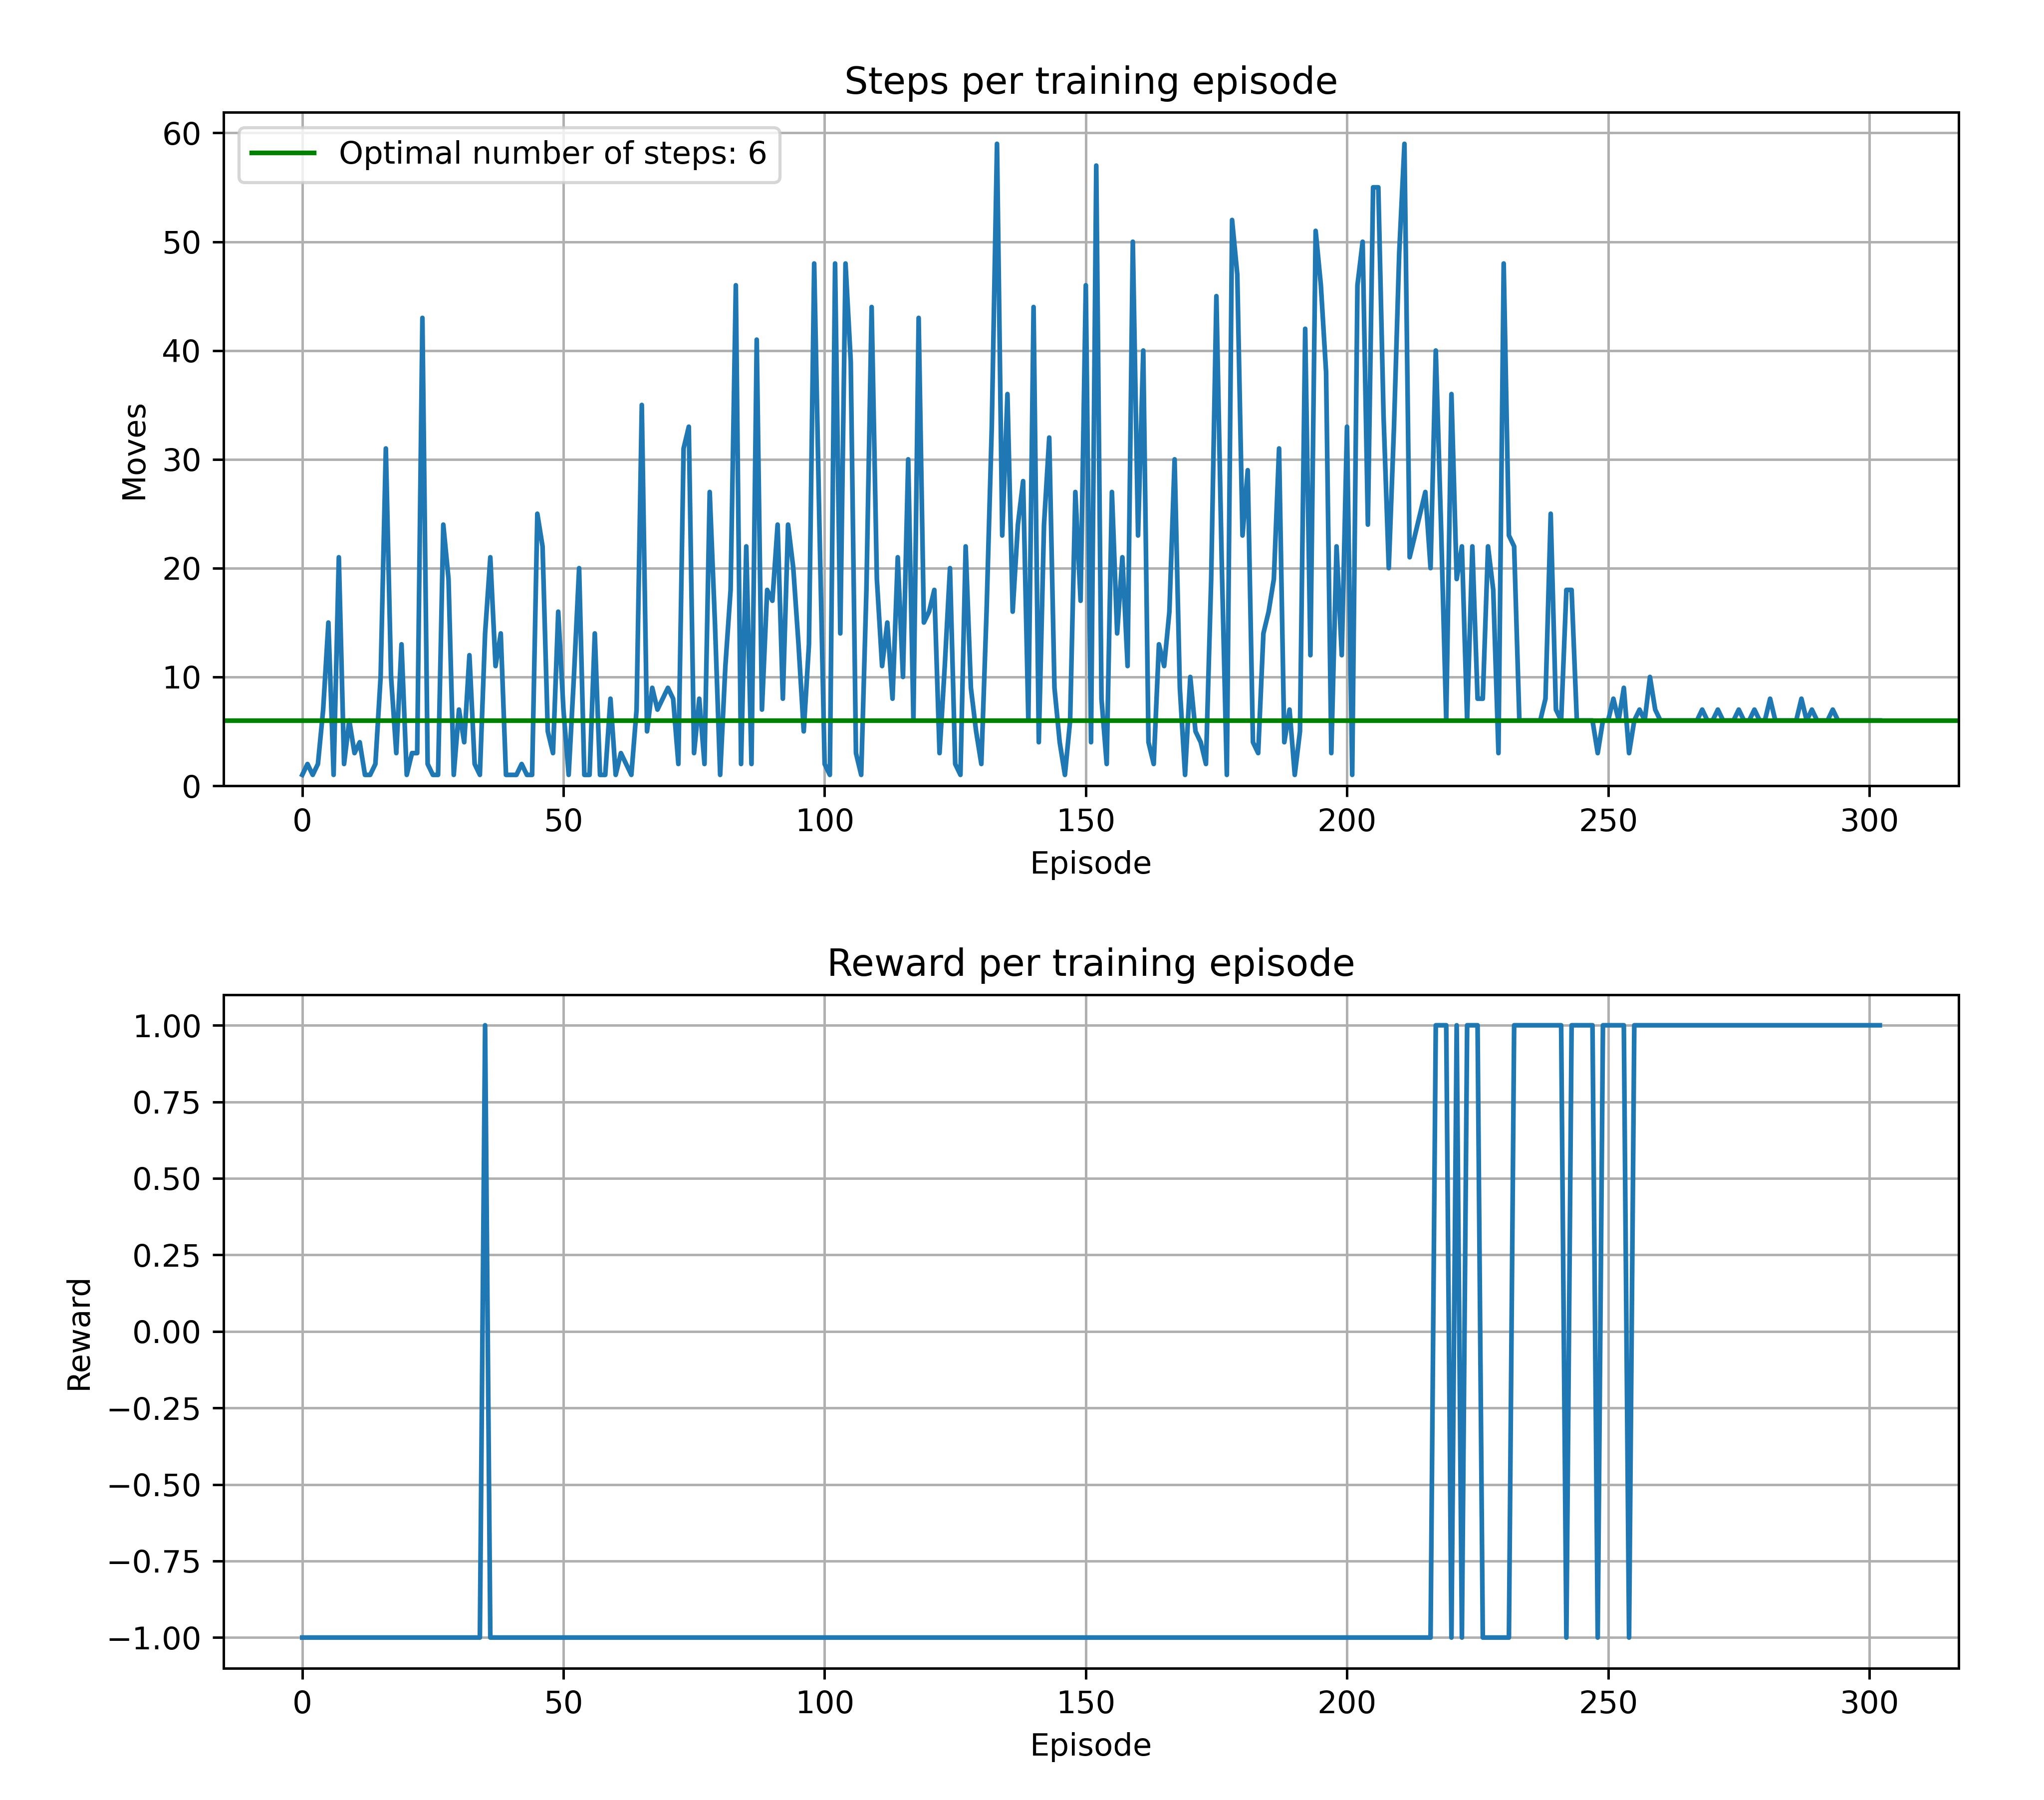 Steps per training episode
60
50
40
30
20
10
0
Moves
Optimal number of steps: 6
0 50 100 150 200 250 300
Episode
Reward per training episode
1.00
0.75
0.50
0.25
0.00
−0.25
−0.50
−0.75
−1.00
Reward
0 50 100 150 200 250 300
Episode